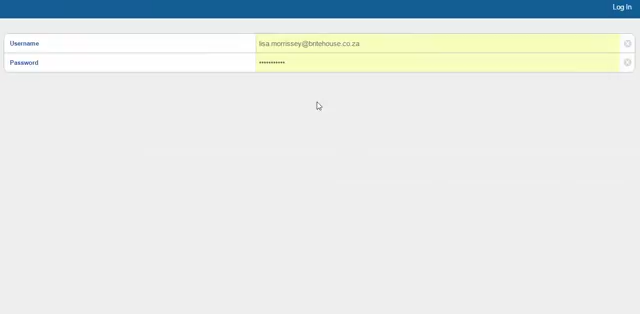 Log In
Username
lisa.morrissey@britehouse.co.za
Password
•••••••••••